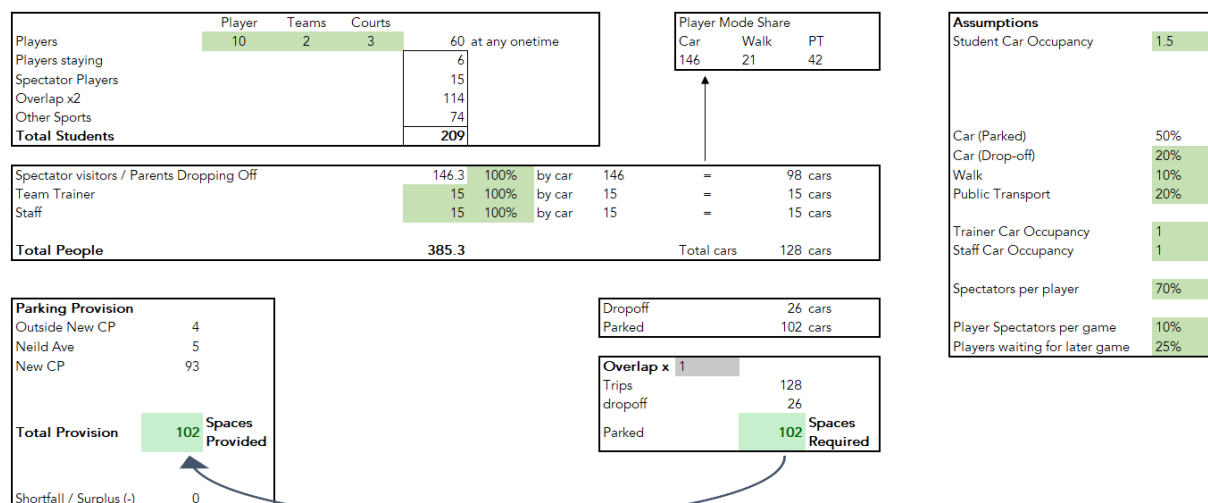 Player Teams Courts
Players 10 2 3 60 at any onetime
Players staying 6
Spectator Players 15
Overlap x2 114
Other Sports 74
Total Students 209
Player Mode Share
Car Walk PT
146 21 42
Assumptions
Student Car Occupancy 1.5
Car (Parked) 50%
Car (Drop-off) 20%
Walk 10%
Public Transport 20%
Trainer Car Occupancy 1
Staff Car Occupancy 1
Spectators per player 70%
Player Spectators per game 10%
Players waiting for later game 25%
Spectator visitors / Parents Dropping Off 146.3 100% by car 146 = 98 cars
Team Trainer 15 100% by car 15 = 15 cars
Staff 15 100% by car 15 = 15 cars
Total People 385.3 Total cars 128 cars
Parking Provision
Outside New CP 4
Neild Ave 5
New CP 93
Total Provision 102 Spaces Provided
Shortfall / Surplus (-) 0
Dropoff 26 cars
Parked 102 cars
Overlap x 1
Trips 128
dropoff 26
Parked 102 Spaces Required